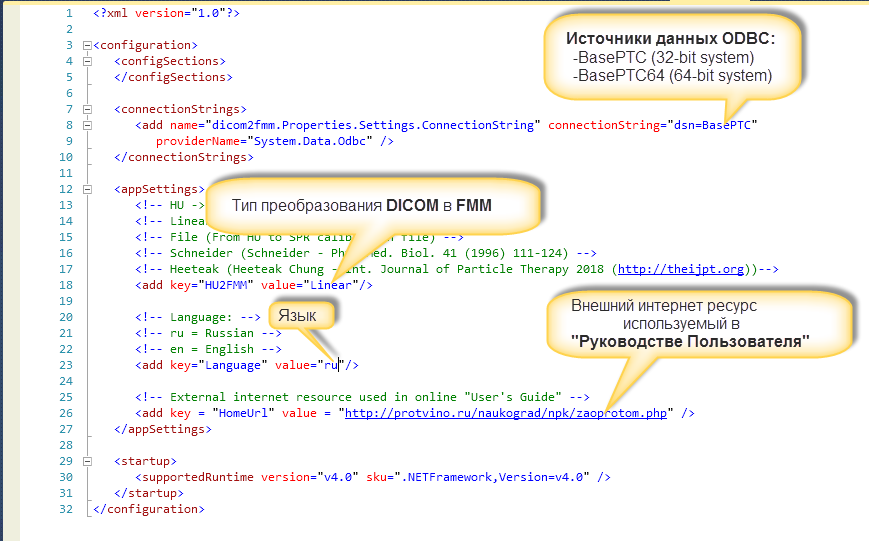 1 <?xml version="1.0"?>
2
3 <configuration>
4 <configSections>
5 </configSections>
6
7 <connectionStrings>
8 <add name="dicom2fmm.Properties.Settings.ConnectionString" connectionString="dsn=BasePTC"
9 providerName="System.Data.Odbc" />
10 </connectionStrings>
11
12 <appSettings>
13 <!-- HU ->
14 <!-- Linea
15 <!-- File (From HU to SPR calib file) -->
16 <!-- Schneider (Schneider - Ph ed. Biol. 41 (1996) 111-124) -->
17 <!-- Heeteak (Heeteak Chung nt. Journal of Particle Therapy 2018 (http://theijpt.org))-->
18 <add key="HU2FMM" value="Linear"/>
19
20 <!-- Language: -->
21 <!-- ru = Russian -->
22 <!-- en = English -->
23 <add key="Language" value="ru"/>
24
25 <!-- External internet resource used in online "User's Guide" -->
26 <add key = "HomeUrl" value = "http://protvino.ru/naukograd/npk/zaoprotom.php" />
27 </appSettings>
28
29 <startup>
30 <supportedRuntime version="v4.0" sku=".NETFramework,Version=v4.0" />
31 </startup>
32 </configuration>
Источники данных ODBC:
-BasePTC (32-bit system)
-BasePTC64 (64-bit system)
Тип преобразования DICOM в FMM
Язык
Внешний интернет ресурс
используемый в
"Руководстве Пользователя"